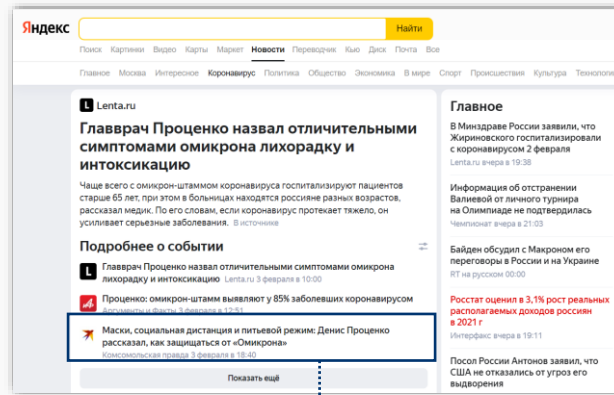 Яндекс
Найти
Поиск Картинки Видео Карты Маркет Новости Переводчик Кью Диск Почта Все
Главное Москва Интересное Коронавирус Политика Общество Экономика В мире Спорт Происшествия Культура Технологи
L Lenta.ru
Главврач Проценко назвал отличительными
симптомами омикрона лихорадку и
интоксикацию
Чаще всего с омикрон-штаммом коронавируса госпитализируют пациентов
старше 65 лет, при этом в больницах находятся россияне разных возрастов,
рассказал медик. По его словам, если коронавирус протекает тяжело, он
усиливает серьезные заболевания. В источнике
Подробнее о событии
L Главврач Проценко назвал отличительными симптомами омикрона
лихорадку и интоксикацию Lenta.ru 3 февраля в 10:00
Проценко: омикрон-штамм выявляют у 85% заболевших коронавирусом
Аргументы и Факты 3 февраля в 12:51
Маски, социальная дистанция и питьевой режим: Денис Проценко
рассказал, как защищаться от «Омикрона»
Комсомольская правда 3 февраля в 18:40
Показать ещё
Главное
В Минздраве России заявили, что
Жириновского госпитализировали
с коронавирусом 2 февраля
Lenta.ru вчера в 19:38
Информация об отстранении
Валиевой от личного турнира
на Олимпиаде не подтвердилась
Чемпионат вчера в 21:03
Байден обсудил с Макроном его
переговоры в России и на Украине
RT на русском 00:00
Росстат оценил в 3,1% рост реальных
располагаемых доходов россиян
в 2021 г
Интерфакс вчера в 19:11
Посол России Антонов заявил, что
США не отказались от угроз его
выдворения